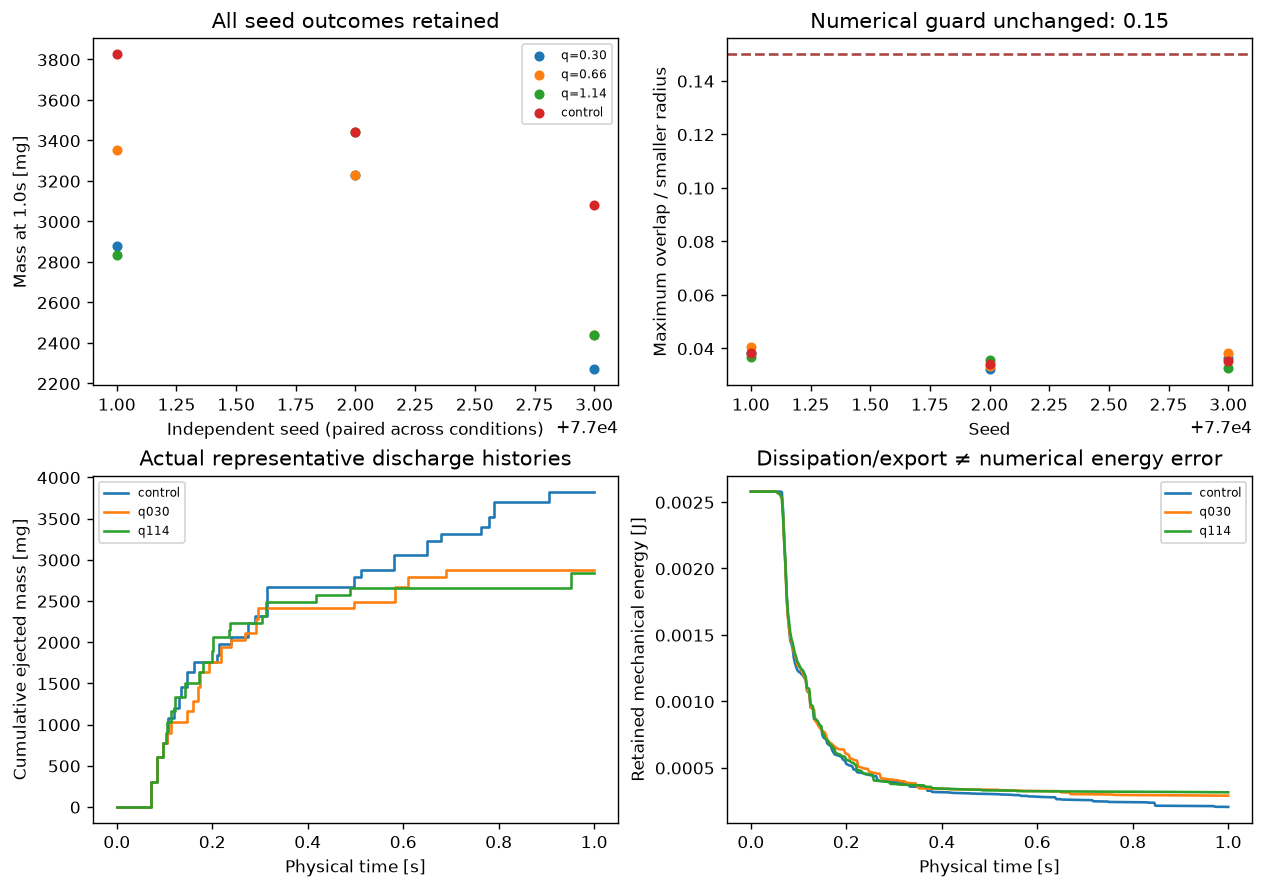 All seed outcomes retained
Mass at 1.0s [mg]
3800
3600
3400
3200
3000
2800
2600
2400
2200
q=0.30
q=0.66
q=1.14
control
1.00 1.25 1.50 1.75 2.00 2.25 2.50 2.75 3.00
Independent seed (paired across conditions) +7.7e4
Numerical guard unchanged: 0.15
Maximum overlap / smaller radius
0.14
0.12
0.10
0.08
0.06
0.04
1.00 1.25 1.50 1.75 2.00 2.25 2.50 2.75 3.00
Seed +7.7e4
Actual representative discharge histories
Cumulative ejected mass [mg]
4000
3500
3000
2500
2000
1500
1000
500
0
control
q030
q114
0.0 0.2 0.4 0.6 0.8 1.0
Physical time [s]
Dissipation/export ≠ numerical energy error
Retained mechanical energy [J]
0.0025
0.0020
0.0015
0.0010
0.0005
control
q030
q114
0.0 0.2 0.4 0.6 0.8 1.0
Physical time [s]